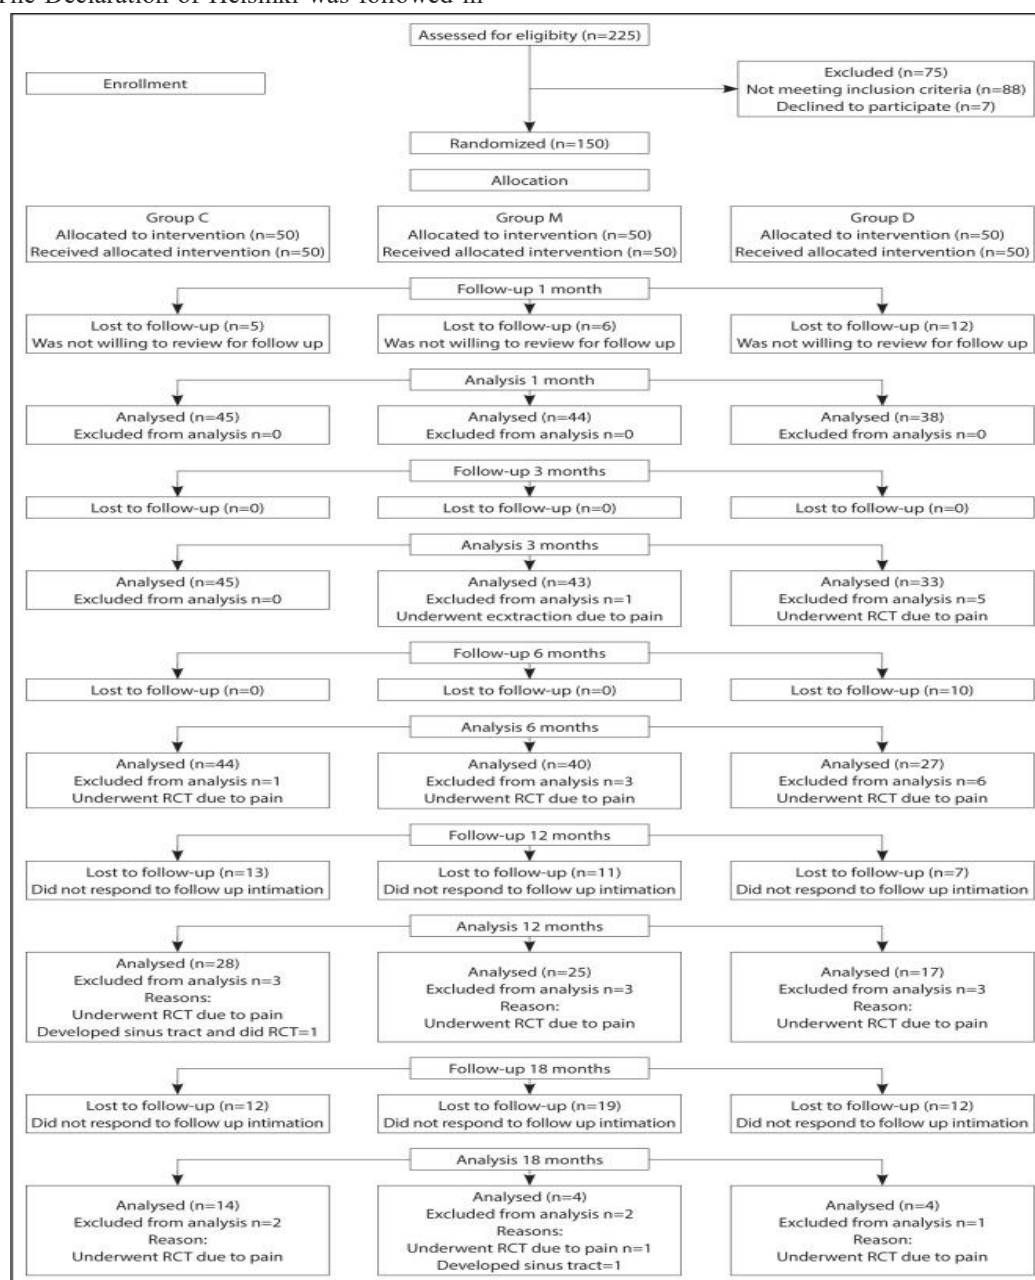 The Declaration of Helsinki was followed in
Assessed for eligibity (n=225)
Enrollment
Excluded (n=75)
Not meeting inclusion criteria (n=88)
Declined to participate (n=7)
Randomized (n=150)
Allocation
Group C
Allocated to intervention (n=50)
Received allocated intervention (n=50)
Group M
Allocated to intervention (n=50)
Received allocated intervention (n=50)
Group D
Allocated to intervention (n=50)
Received allocated intervention (n=50)
Follow-up 1 month
Lost to follow-up (n=5)
Was not willing to review for follow up
Lost to follow-up (n=6)
Was not willing to review for follow up
Lost to follow-up (n=12)
Was not willing to review for follow up
Analysis 1 month
Analysed (n=45)
Excluded from analysis n=0
Analysed (n=44)
Excluded from analysis n=0
Analysed (n=38)
Excluded from analysis n=0
Follow-up 3 months
Lost to follow-up (n=0)
Lost to follow-up (n=0)
Lost to follow-up (n=0)
Analysis 3 months
Analysed (n=45)
Excluded from analysis n=0
Analysed (n=43)
Excluded from analysis n=1
Underwent ecxtraction due to pain
Analysed (n=33)
Excluded from analysis n=5
Underwent RCT due to pain
Follow-up 6 months
Lost to follow-up (n=0)
Lost to follow-up (n=0)
Lost to follow-up (n=10)
Analysis 6 months
Analysed (n=44)
Excluded from analysis n=1
Underwent RCT due to pain
Analysed (n=40)
Excluded from analysis n=3
Underwent RCT due to pain
Analysed (n=27)
Excluded from analysis n=6
Underwent RCT due to pain
Follow-up 12 months
Lost to follow-up (n=13)
Did not respond to follow up intimation
Lost to follow-up (n=11)
Did not respond to follow up intimation
Lost to follow-up (n=7)
Did not respond to follow up intimation
Analysis 12 months
Analysed (n=28)
Excluded from analysis n=3
Reasons:
Underwent RCT due to pain
Developed sinus tract and did RCT=1
Analysed (n=25)
Excluded from analysis n=3
Reason:
Underwent RCT due to pain
Analysed (n=17)
Excluded from analysis n=3
Reason:
Underwent RCT due to pain
Follow-up 18 months
Lost to follow-up (n=12)
Did not respond to follow up intimation
Lost to follow-up (n=19)
Did not respond to follow up intimation
Lost to follow-up (n=12)
Did not respond to follow up intimation
Analysis 18 months
Analysed (n=14)
Excluded from analysis n=2
Reason:
Underwent RCT due to pain
Analysed (n=4)
Excluded from analysis n=2
Reasons:
Underwent RCT due to pain n=1
Developed sinus tract=1
Analysed (n=4)
Excluded from analysis n=1
Reason:
Underwent RCT due to pain